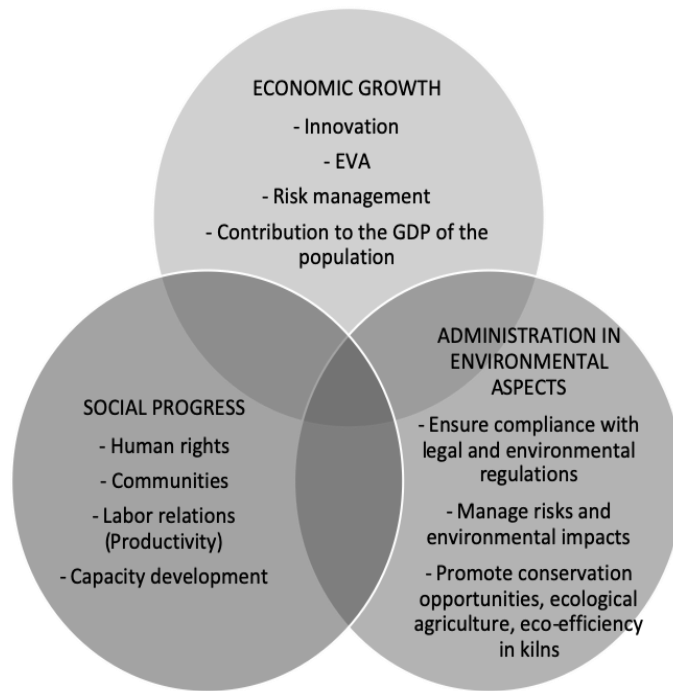 ECONOMIC GROWTH
- Innovation
- EVA
- Risk management
- Contribution to the GDP of the
population
SOCIAL PROGRESS
- Human rights
- Communities
- Labor relations
(Productivity)
- Capacity development
ADMINISTRATION IN
ENVIRONMENTAL
ASPECTS
- Ensure compliance with
legal and environmental
regulations
- Manage risks and
environmental impacts
- Promote conservation
opportunities, ecological
agriculture, eco-efficiency
in kilns